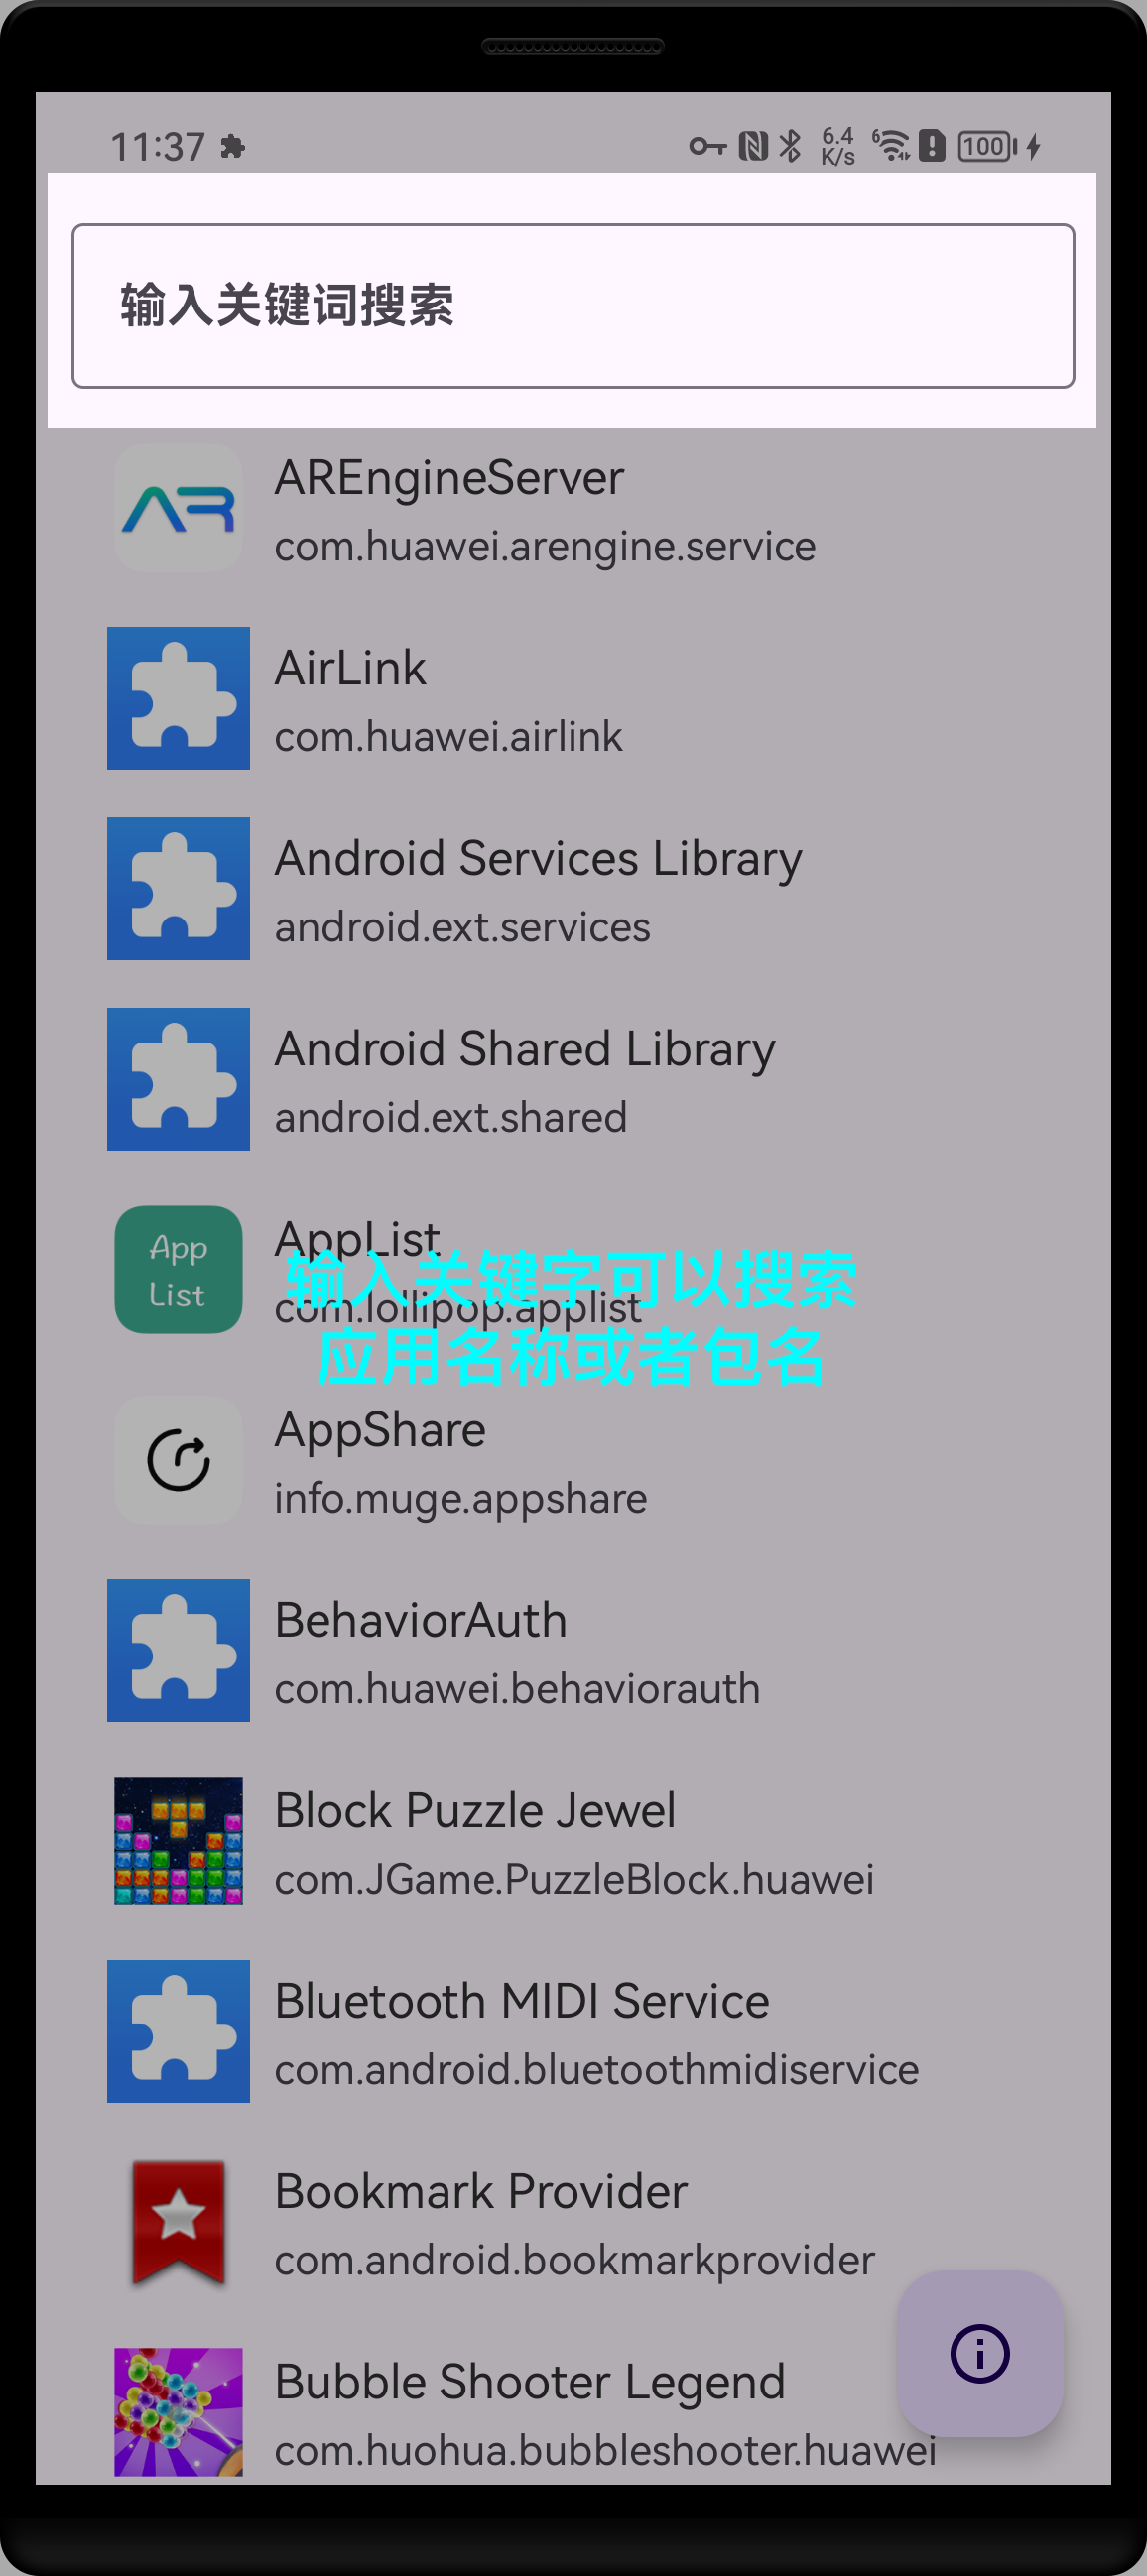 11:37
6.4
K/s
6
100
输入关键词搜索
AR
AREngineServer
com.huawei.arengine.service
AirLink
com.huawei.airlink
Android Services Library
android.ext.services
Android Shared Library
android.ext.shared
App
List
AppList
com.lollipop.applist
输入关键字可以搜索
应用名称或者包名
AppShare
info.muge.appshare
BehaviorAuth
com.huawei.behaviorauth
Block Puzzle Jewel
com.JGame.PuzzleBlock.huawei
Bluetooth MIDI Service
com.android.bluetoothmidiservice
Bookmark Provider
com.android.bookmarkprovider
Bubble Shooter Legend
com.huohua.bubbleshooter.huawei